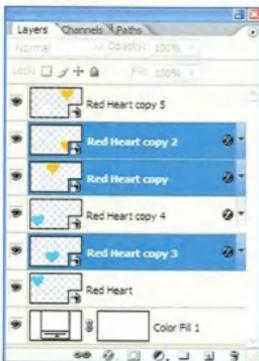 Layers Channels Paths
Normal Opacity: 100%
Lock: Fill: 100%
Red Heart copy 5
Red Heart copy 2
Red Heart copy
Red Heart copy 4
Red Heart copy 3
Red Heart
Color Fill 1